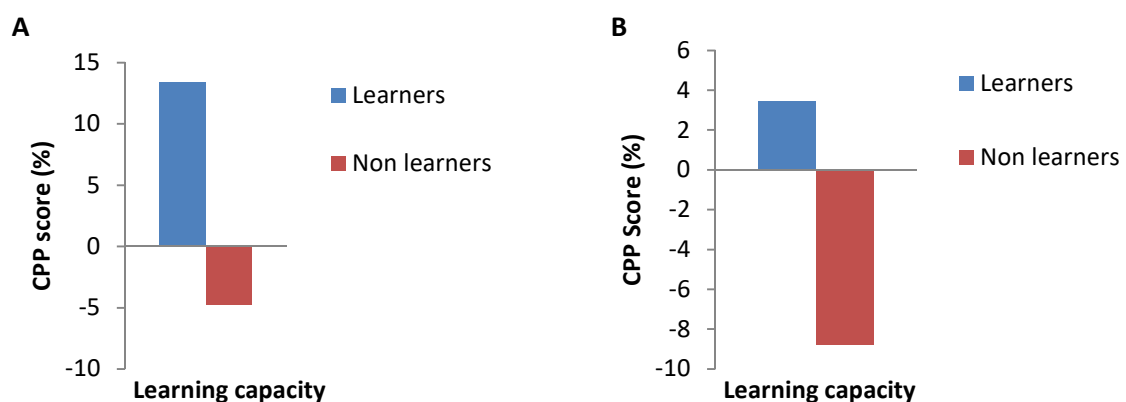 A
CPP score (%)
15
10
5
0
-5
-10
Learners
Non learners
Learning capacity
B
CPP Score (%)
6
4
2
0
-2
-4
-6
-8
-10
Learners
Non learners
Learning capacity